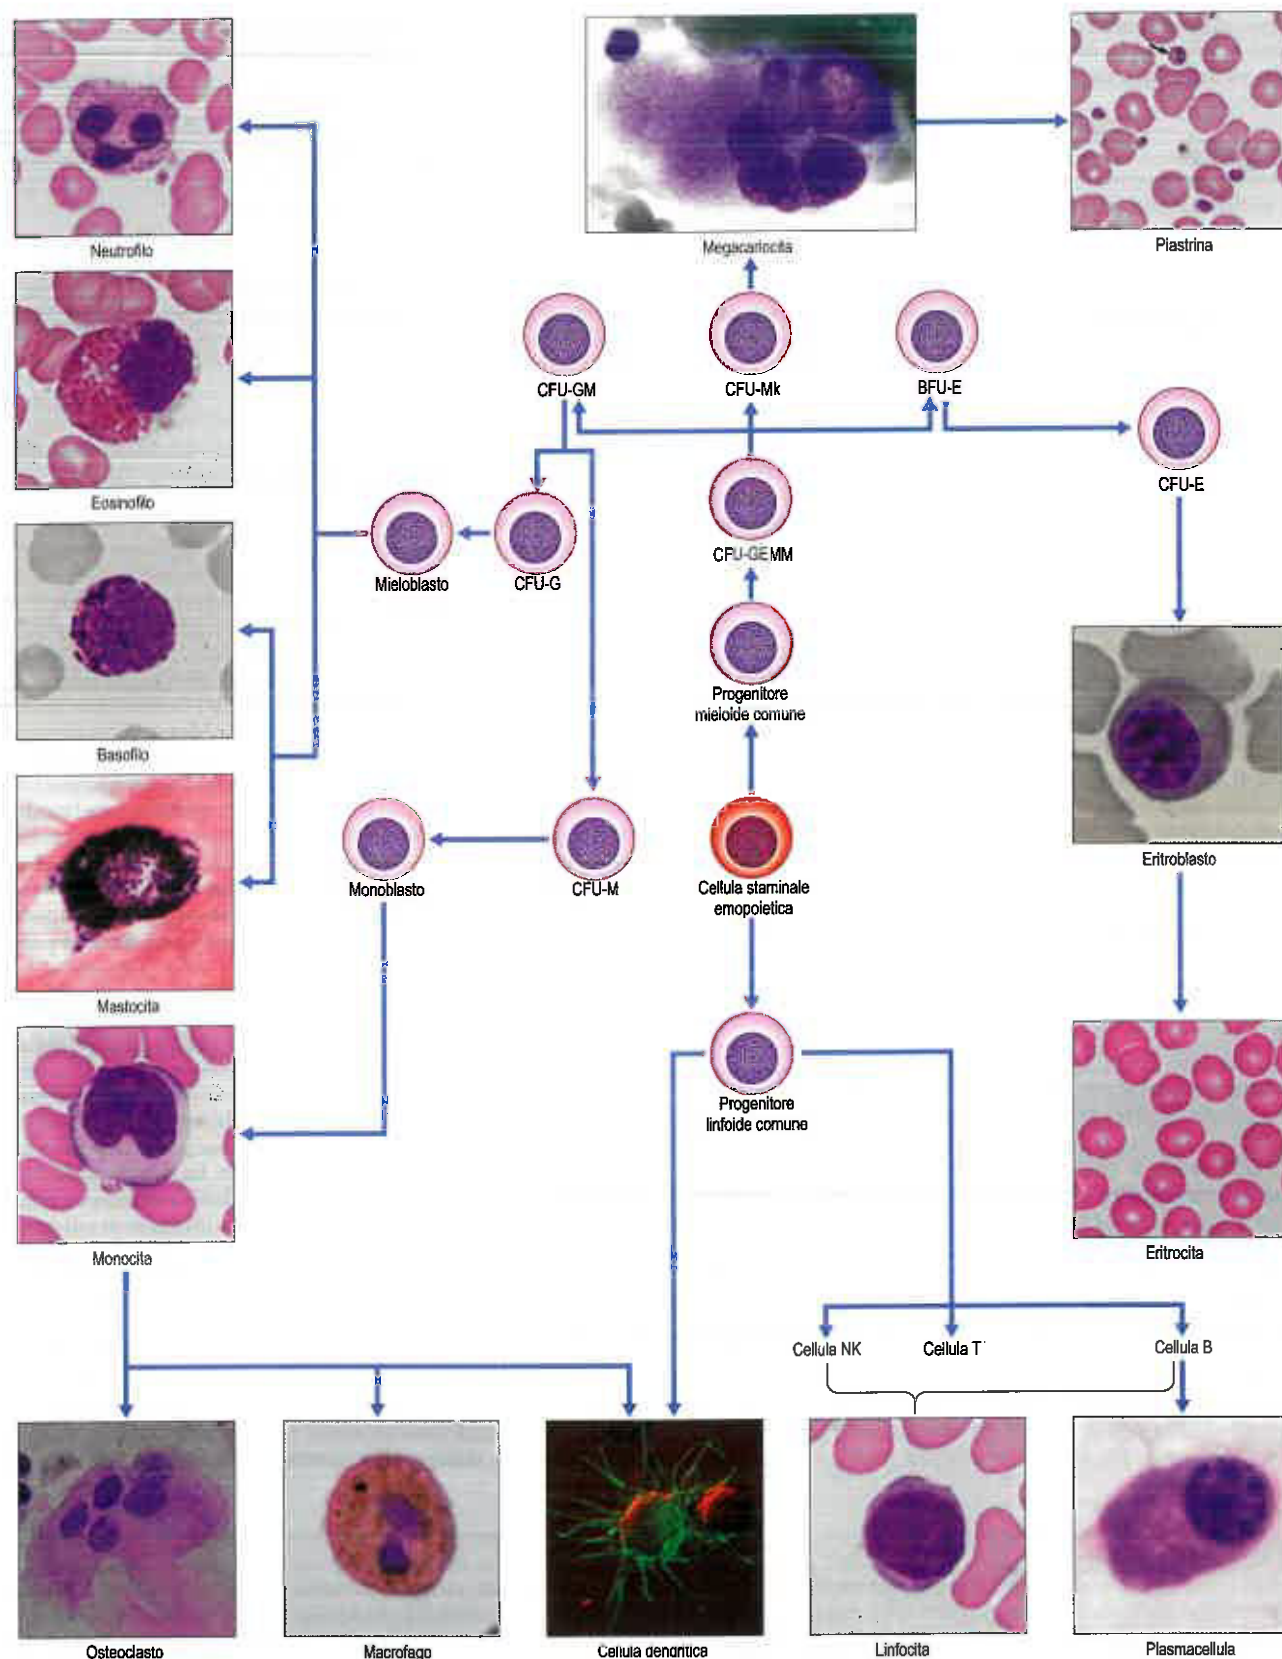 Neutrofilo
Megacariocita
Piastrina
CFU-GM
CFU-Mk
BFU-E
CFU-E
Eosinofilo
Mieloblasto
CFU-G
CFU-GEMM
Progenitore
mieloide comune
Basofilo
Eritroblasto
Monoblasto
CFU-M
Cellula staminale
emopoietica
Mastocita
Progenitore
linfoide comune
Monocita
Eritrocita
Cellula NK
Cellula T
Cellula B
Osteoclasto
Macrofago
Cellula dendritica
Linfocita
Plasmacellula